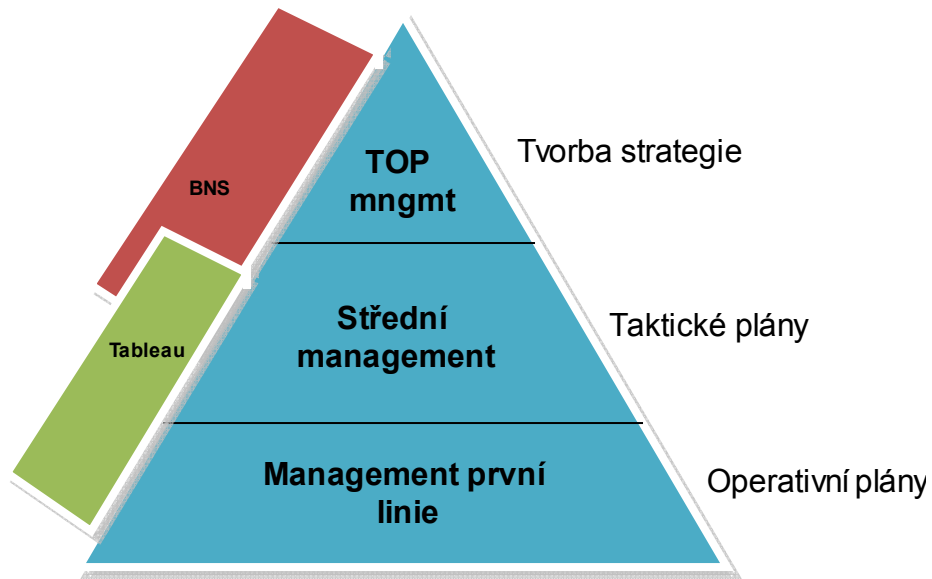 TOP
mngmt
Tvorba strategie
BNS
Střední
management
Taktické plány
Tableau
Management první
linie
Operativní plány